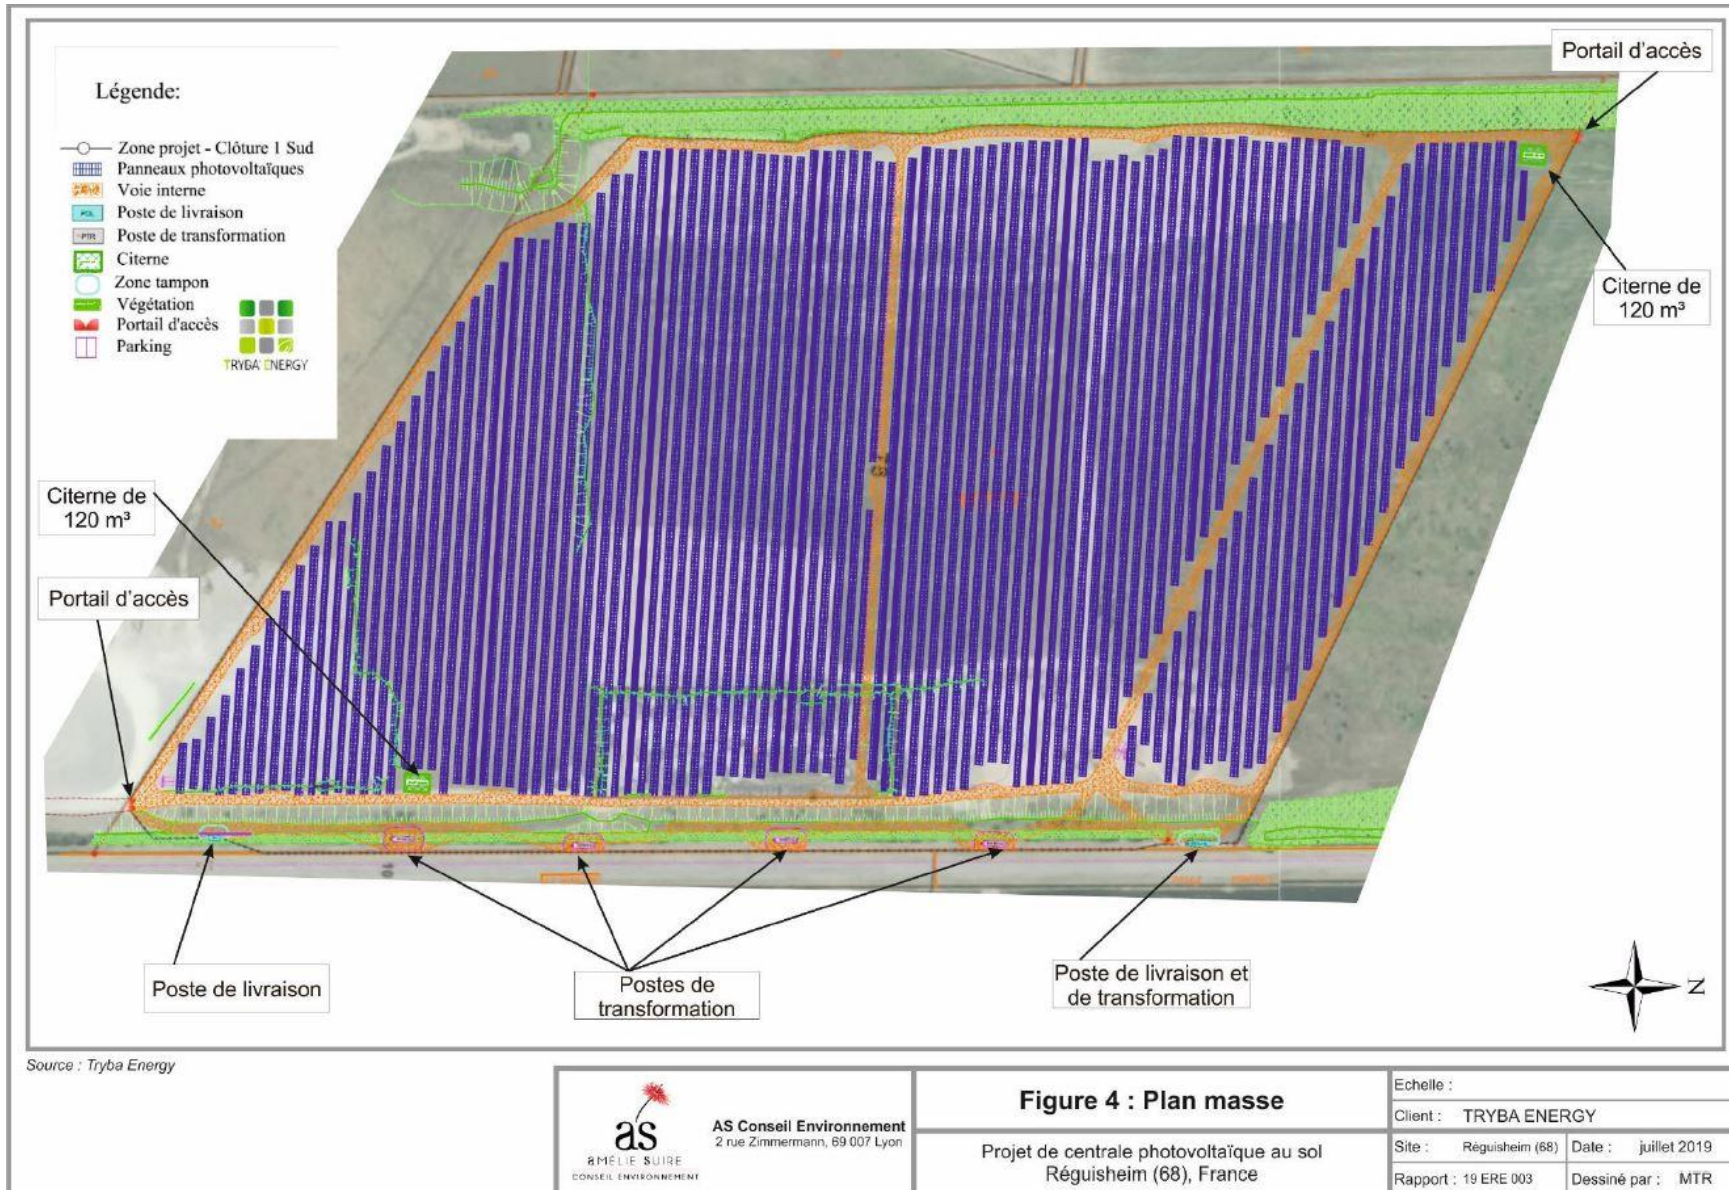 Portail d'accès
Légende:
Zone projet - Clôture 1 Sud
Panneaux photovoltaïques
Voie interne
PDL Poste de livraison
PTR Poste de transformation
Citerne
Zone tampon
Végétation
Portail d'accès
Parking
TRYBA ENERGY
Citerne de
120 m³
Citerne de
120 m³
Portail d'accès
Poste de livraison
Postes de
transformation
Poste de livraison et
de transformation
N
Source : Tryba Energy
as
AMÉLIE SUIRE
CONSEIL ENVIRONNEMENT
AS Conseil Environnement
2 rue Zimmermann, 69 007 Lyon
Figure 4 : Plan masse
Projet de centrale photovoltaïque au sol
Réguisheim (68), France
Echelle :
Client : TRYBA ENERGY
Site : Réguisheim (68) Date : juillet 2019
Rapport : 19 ERE 003 Dessiné par : MTR